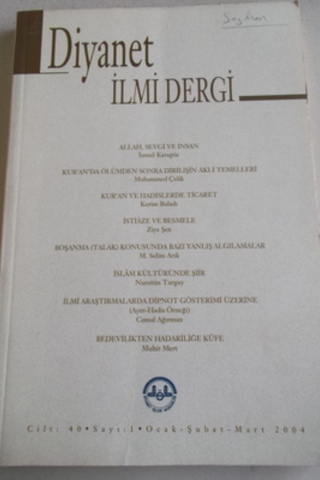 Diyanet
İLMİ DERGİ
ALLAH, SEVGİ VE İNSAN
İsmail Karagöz
KUR'AN'DA ÖLÜMDEN SONRA DİRİLİŞİN AKLİ TEMELLERİ
Muhammed Çelik
KUR'AN VE HADİSLERDE TİCARET
Kerim Buladı
İSTİÂZE VE BESMELE
Ziya Şen
BOŞANMA (TALAK) KONUSUNDA BAZI YANLIŞ ALGILAMALAR
M. Selim Arık
İSLÂM KÜLTÜRÜNDE ŞİİR
Nurettin Turgay
İLMİ ARAŞTIRMALARDA DİPNOT GÖSTERİMİ ÜZERİNE
(Ayet-Hadis Örneği)
Cemal Ağırman
BEDEVİLİKTEN HADARİLİĞE KÛFE
Mahir Mert
Cilt: 40 • Sayı: 1 • Ocak-Şubat-Mart 2004